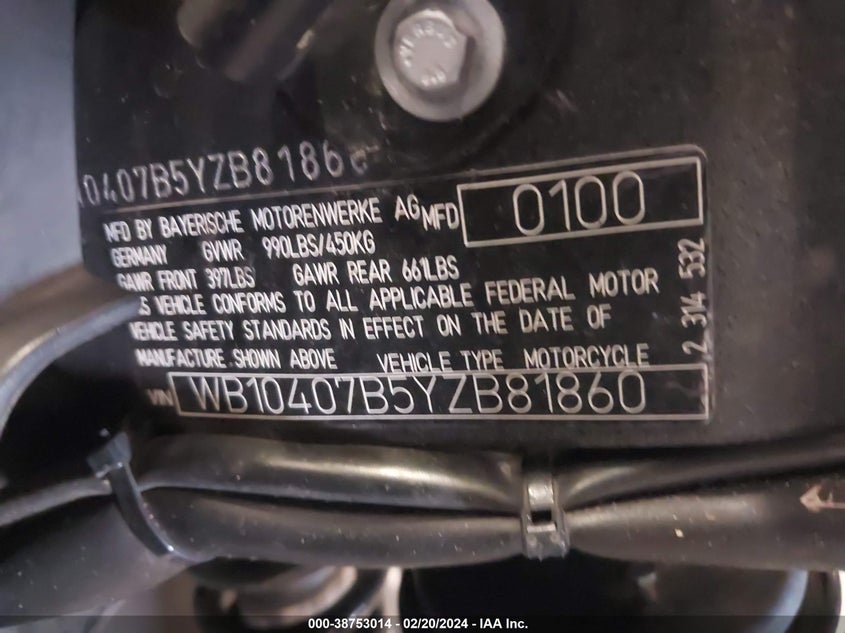 0407B5YZB8186
MFD BY BAYERISCHE MOTORENWERKE AG MFD 0100
GERMANY GVWR 990LBS/450KG
GAWR FRONT 397LBS GAWR REAR 661LBS
S VEHICLE CONFORMS TO ALL APPLICABLE FEDERAL MOTOR
VEHICLE SAFETY STANDARDS IN EFFECT ON THE DATE OF
MANUFACTURE SHOWN ABOVE VEHICLE TYPE MOTORCYCLE
2 314 532
VIN WB10407B5YZB81860
000-38753014 - 02/20/2024 - IAA Inc.